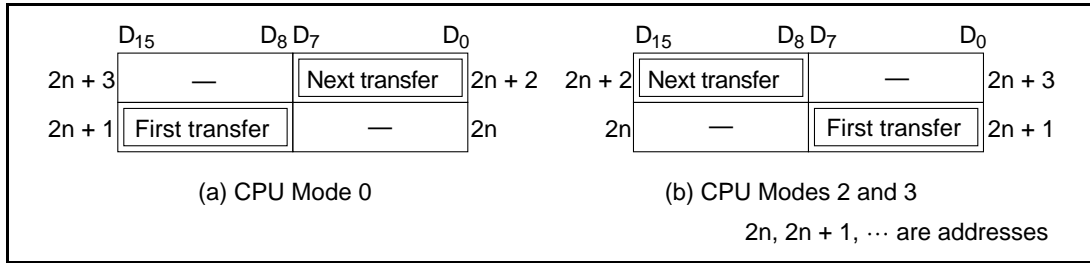 D15 D8 D7 D0 D15 D8 D7 D0
2n + 3 — Next transfer 2n + 2 2n + 2 Next transfer — 2n + 3
2n + 1 First transfer — 2n 2n — First transfer 2n + 1
(a) CPU Mode 0 (b) CPU Modes 2 and 3
2n, 2n + 1, ⋯ are addresses